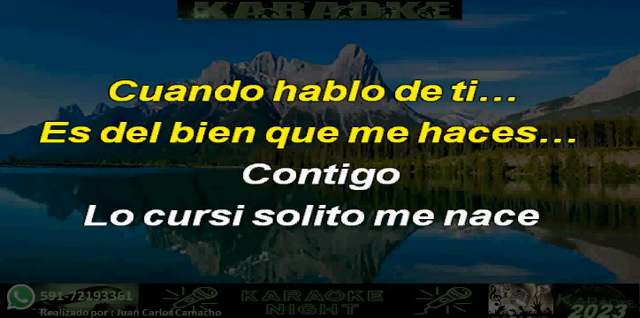 KARAOKE
Cuando hablo de ti...
Es del bien que me haces...
Contigo
Lo cursi solito me nace
591-72193361
Realizado por : Juan Carlos Camacho
KARAOKE
NIGHT
2023